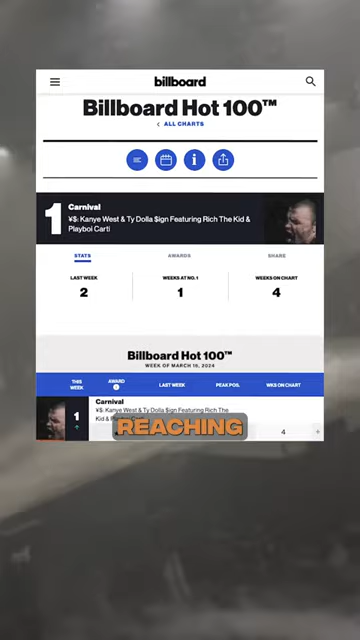 billboard
Billboard Hot 100™
< ALL CHARTS
1
Carnival
¥$: Kanye West & Ty Dolla $ign Featuring Rich The Kid &
Playboi Carti
STATS AWARDS SHARE
LAST WEEK WEEKS AT NO. 1 WEEKS ON CHART
2 1 4
Billboard Hot 100™
WEEK OF MARCH 16, 2024
THIS WEEK AWARD LAST WEEK PEAK POS. WKS ON CHART
1
Carnival
¥$: Kanye West & Ty Dolla $ign Featuring Rich The
Kid &
4
REACHING